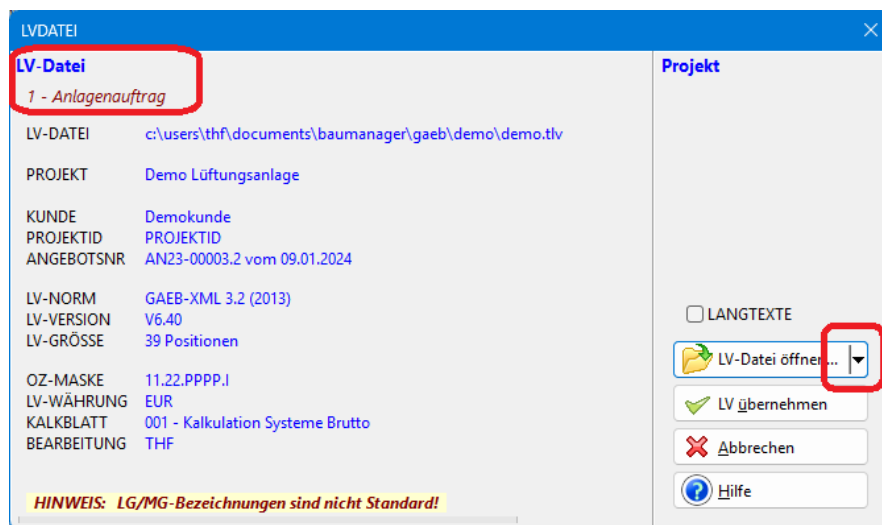 LVDATEI
LV-Datei
1 - Anlagenauftrag
LV-DATEI c:\users\thf\documents\baumanager\gaeb\demo\demo.tlv
PROJEKT Demo Lüftungsanlage
KUNDE Demokunde
PROJEKTID PROJEKTID
ANGEBOTSNR AN23-00003.2 vom 09.01.2024
LV-NORM GAEB-XML 3.2 (2013)
LV-VERSION V6.40
LV-GRÖSSE 39 Positionen
OZ-MASKE 11.22.PPPP.I
LV-WÄHRUNG EUR
KALKBLATT 001 - Kalkulation Systeme Brutto
BEARBEITUNG THF
HINWEIS: LG/MG-Bezeichnungen sind nicht Standard!
Projekt
LANGTEXTE
LV-Datei öffnen...
LV übernehmen
Abbrechen
Hilfe